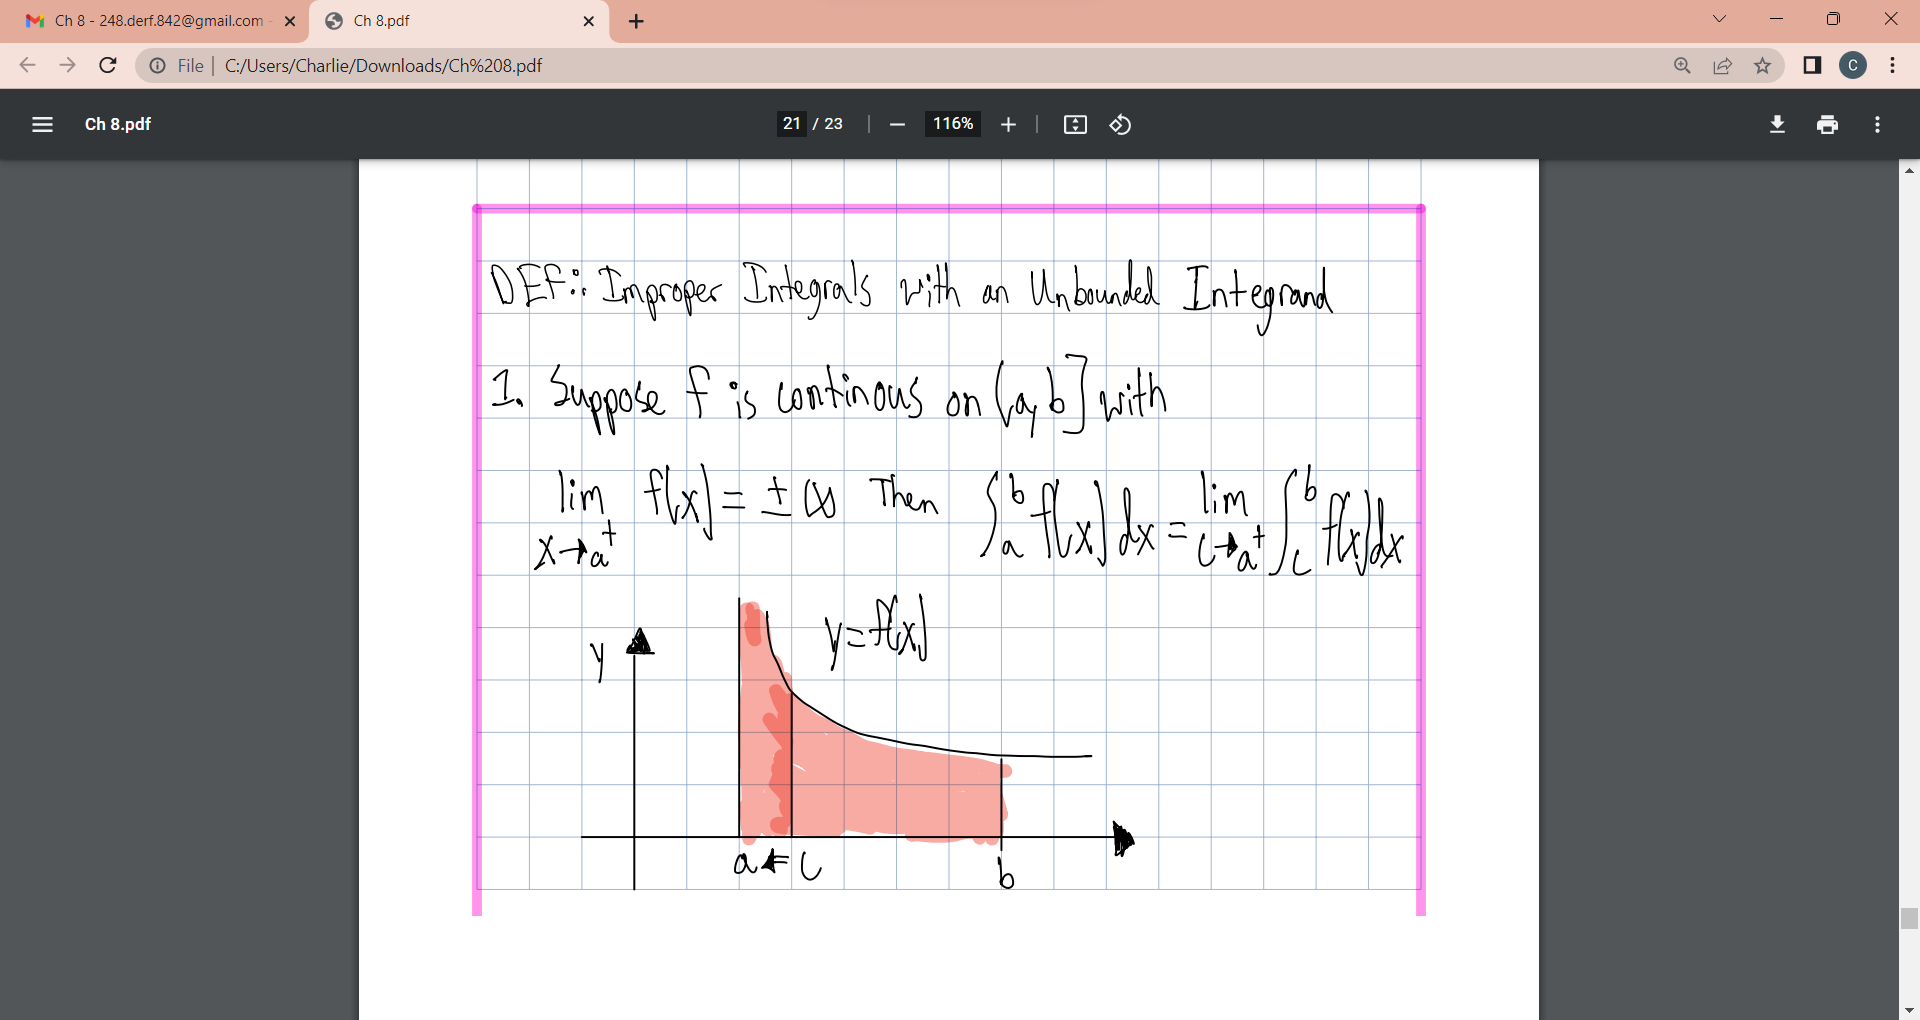 Ch 8 - 248.derf.842@gmail.com -
Ch 8.pdf
File | C:/Users/Charlie/Downloads/Ch%208.pdf
C
Ch 8.pdf
21 / 23 | − 116% + |
DEF:. Improper Integrals with an Unbounded Integrand
1. Suppose f is continous on (a, b] with
lim x→a⁺ f(x) = ±∞ Then ∫ₐᵇ f(x) dx = lim c→a⁺ ∫_c^b f(x)dx
y
y=f(x)
a ← c
b